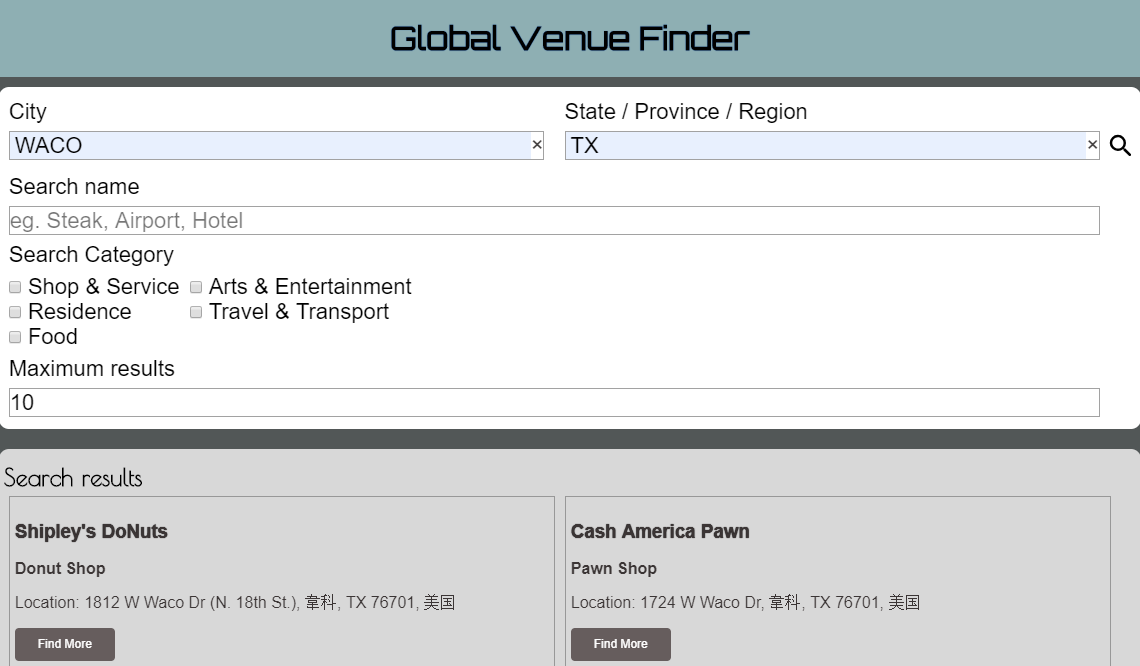 Global Venue Finder
City
State / Province / Region
WACO ×
TX ×
Search name
eg. Steak, Airport, Hotel
Search Category
Shop & Service
Arts & Entertainment
Residence
Travel & Transport
Food
Maximum results
10
Search results
Shipley's DoNuts
Donut Shop
Location: 1812 W Waco Dr (N. 18th St.), 韋科, TX 76701, 美国
Find More
Cash America Pawn
Pawn Shop
Location: 1724 W Waco Dr, 韋科, TX 76701, 美国
Find More